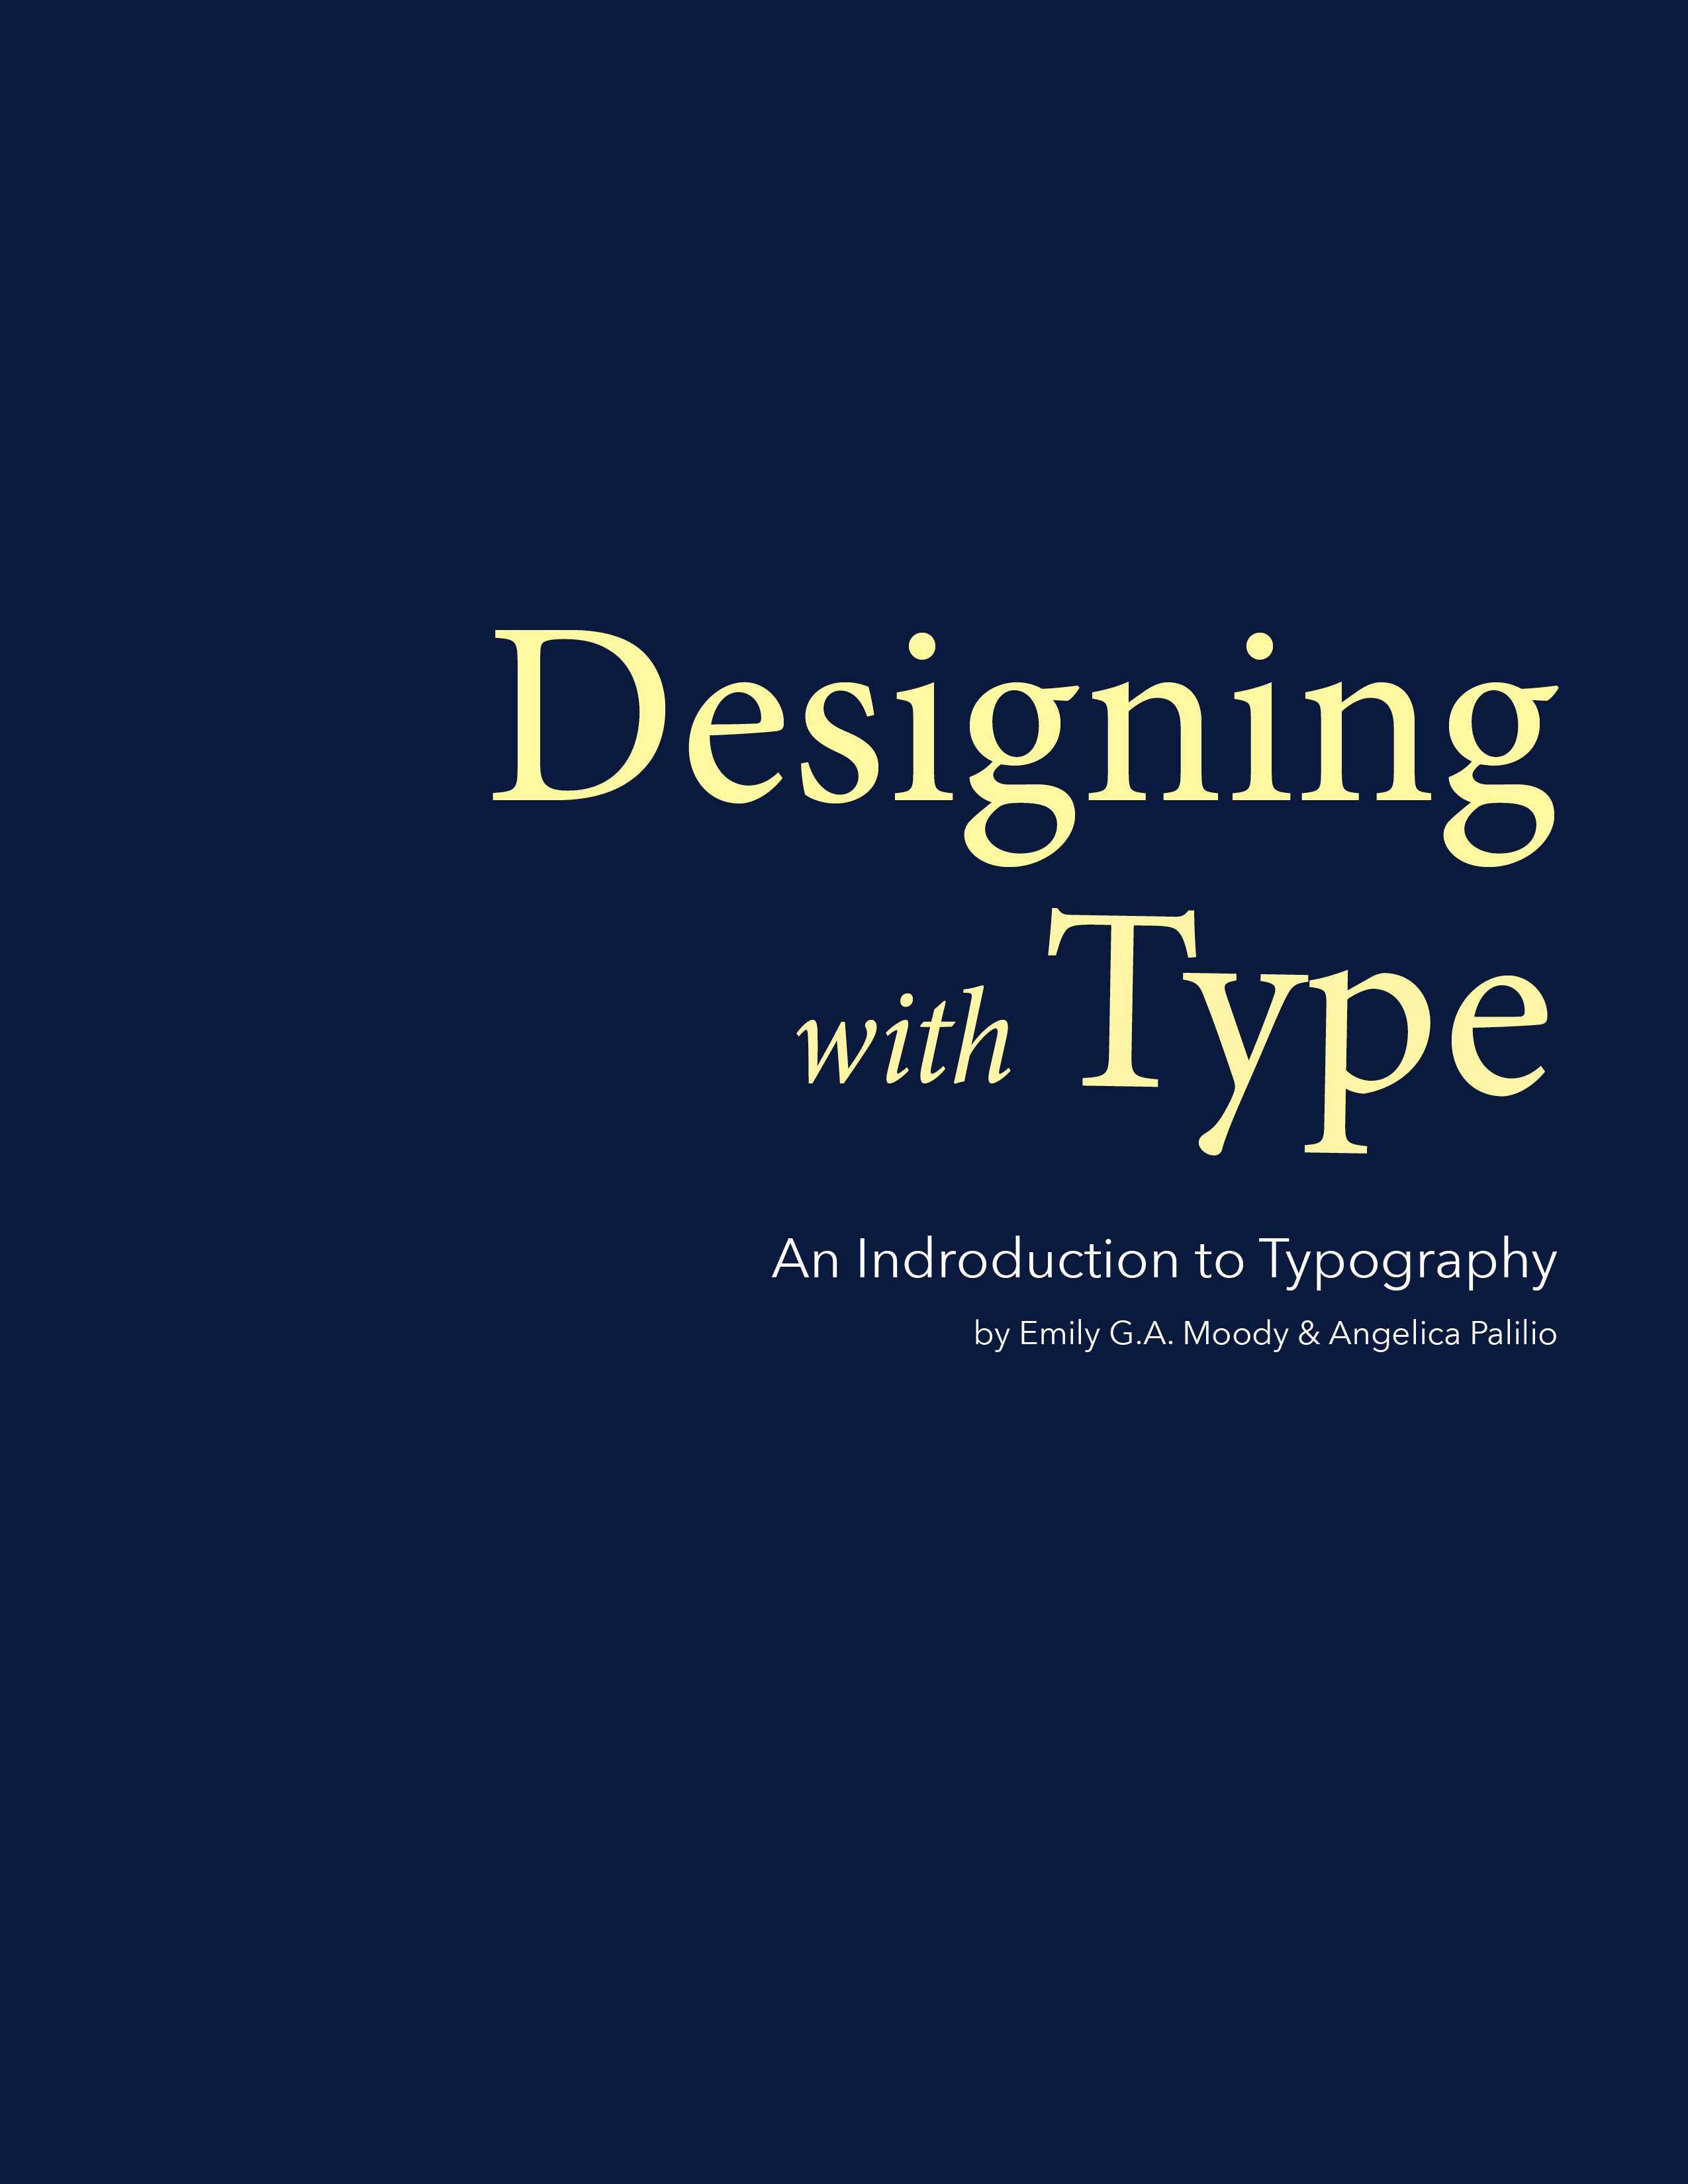 Designing
with Type
An Indroduction to Typography
by Emily G.A. Moody & Angelica Palilio